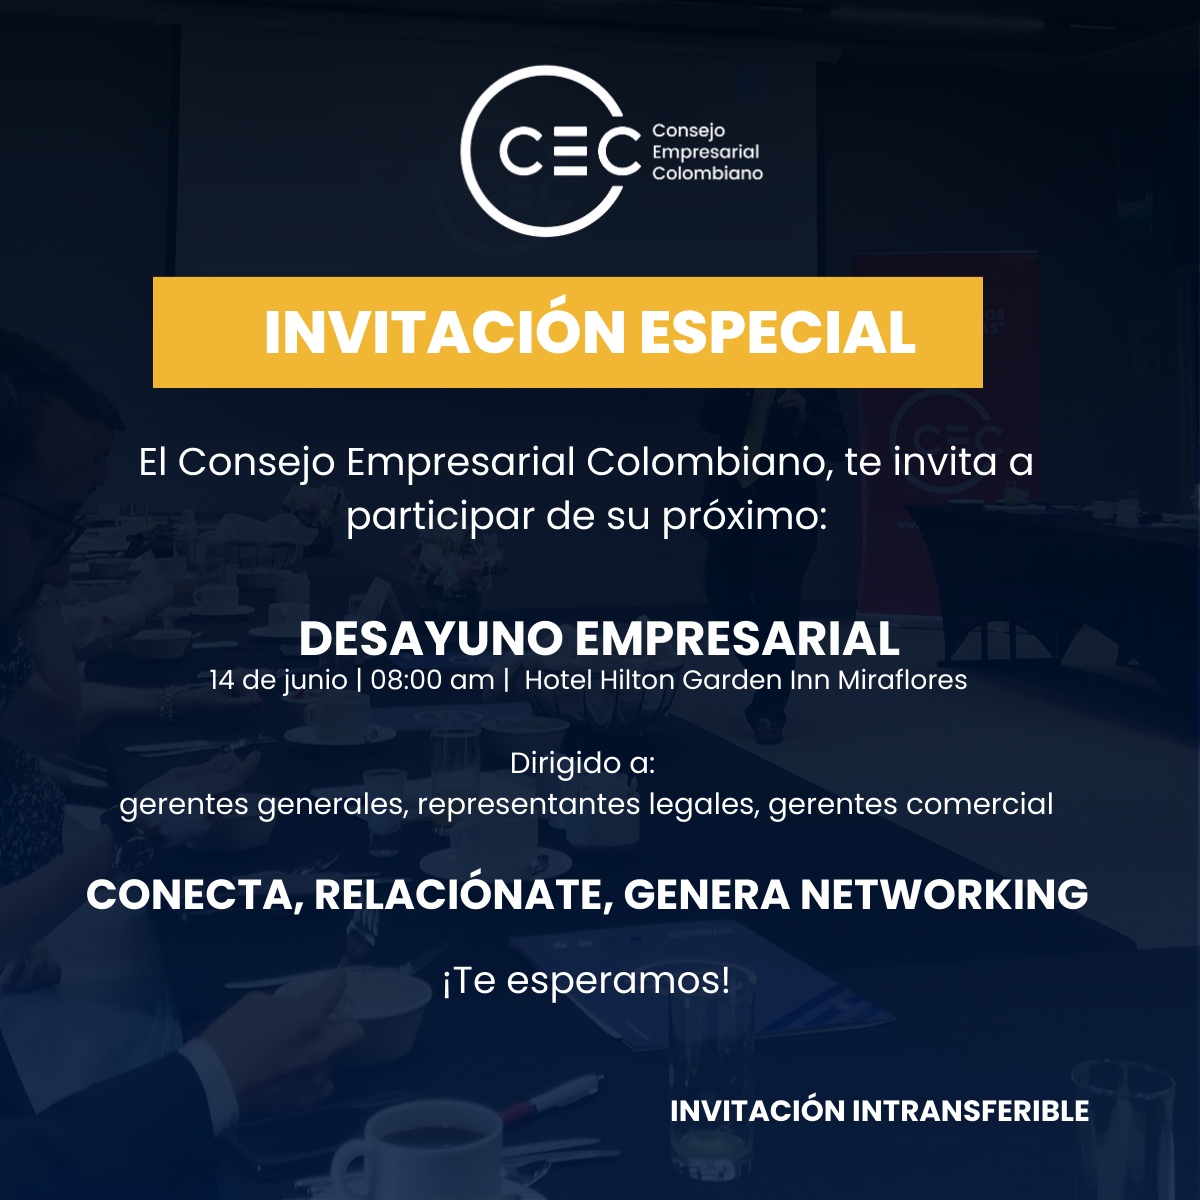 CEC
Consejo
Empresarial
Colombiano
INVITACIÓN ESPECIAL
El Consejo Empresarial Colombiano, te invita a
participar de su próximo:
DESAYUNO EMPRESARIAL
14 de junio | 08:00 am | Hotel Hilton Garden Inn Miraflores
Dirigido a:
gerentes generales, representantes legales, gerentes comercial
CONECTA, RELACIÓNATE, GENERA NETWORKING
¡Te esperamos!
INVITACIÓN INTRANSFERIBLE